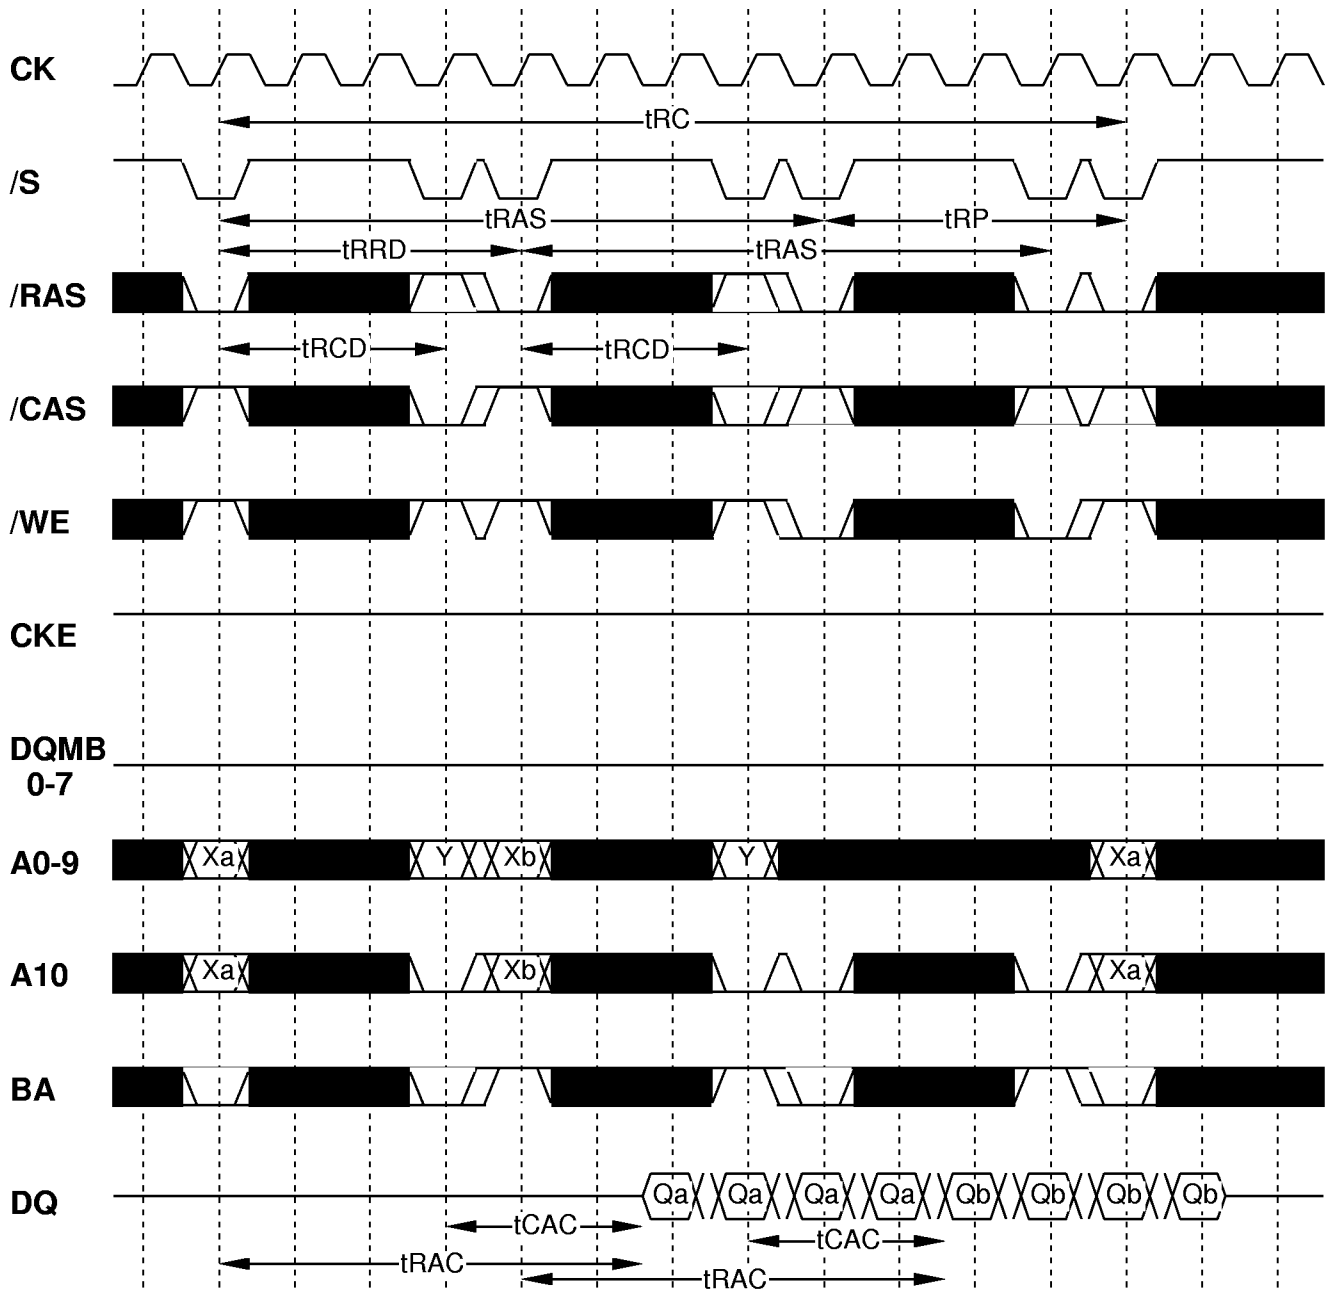 CK
tRC
/S
tRAS tRP
tRRD tRAS
/RAS
tRCD tRCD
/CAS
/WE
CKE
DQMB
0-7
A0-9 Xa Y Xb Y Xa
A10 Xa Xb Xa
BA
DQ Qa Qa Qa Qa Qb Qb Qb Qb
tCAC
tCAC
tRAC
tRAC